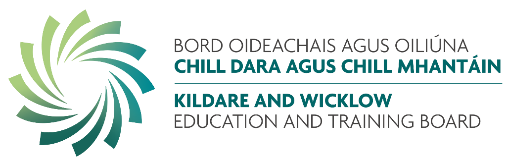 BORD OIDEACHAIS AGUS OILIÚNA
CHILL DARA AGUS CHILL MHANTÁIN
KILDARE AND WICKLOW
EDUCATION AND TRAINING BOARD